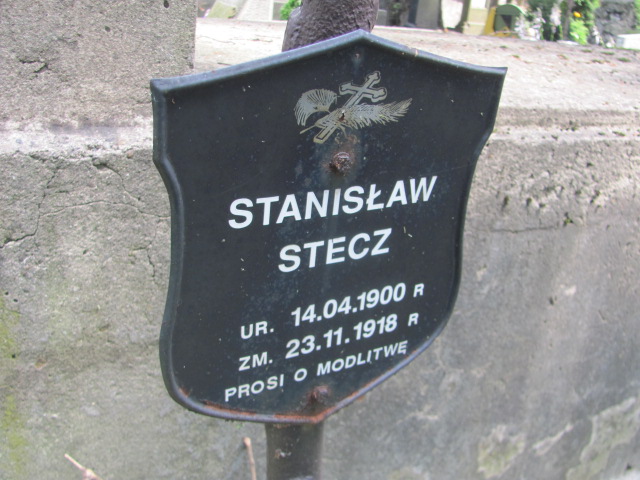 STANISŁAW
STECZ
UR. 14.04.1900 R
ZM. 23.11.1918 R
PROSI O MODLITWĘ